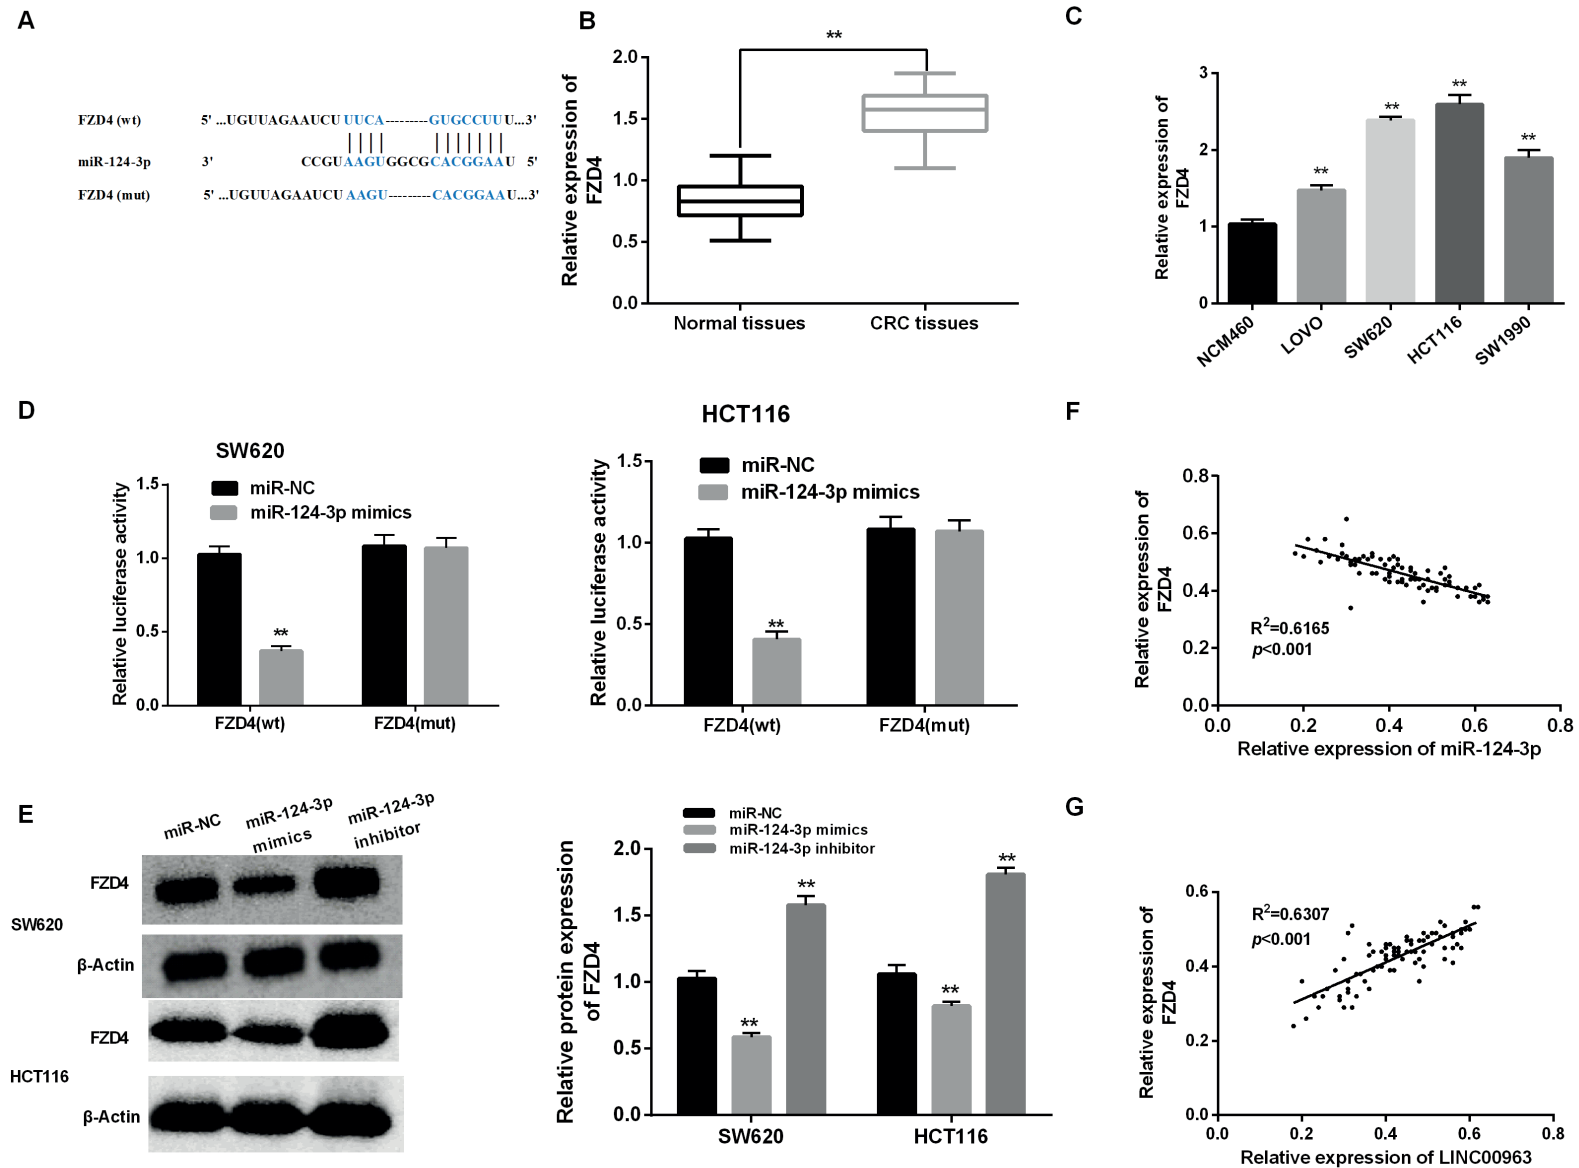 A
FZD4 (wt) 5' ...UGUUAGAAUCU UUCA---------GUGCCUU U...3'
miR-124-3p 3' CCGUAAGUGGCGCACGGAAU 5'
FZD4 (mut) 5' ...UGUUAGAAUCU AAGU---------CACGGAAU...3'
B
**
Relative expression of
FZD4
2.0
1.5
1.0
0.5
0.0
Normal tissues CRC tissues
C
Relative expression of
FZD4
3
2
1
0
** ** ** **
NCM460 LOVO SW620 HCT116 SW1990
D
SW620
miR-NC
miR-124-3p mimics
Relative luciferase activity
1.5
1.0
0.5
0.0
**
FZD4(wt) FZD4(mut)
HCT116
miR-NC
miR-124-3p mimics
Relative luciferase activity
1.5
1.0
0.5
0.0
**
FZD4(wt) FZD4(mut)
F
Relative expression of
FZD4
0.8
0.6
0.4
0.2
0.0
R2=0.6165
p<0.001
0.0 0.2 0.4 0.6 0.8
Relative expression of miR-124-3p
E
miR-NC
miR-124-3p
mimics
miR-124-3p
inhibitor
FZD4
SW620
β-Actin
FZD4
HCT116
β-Actin
miR-NC
miR-124-3p mimics
miR-124-3p inhibitor
Relative protein expression
of FZD4
2.0
1.5
1.0
0.5
0.0
** ** ** **
SW620 HCT116
G
Relative expression of
FZD4
0.6
0.4
0.2
0.0
R2=0.6307
p<0.001
0.0 0.2 0.4 0.6 0.8
Relative expression of LINC00963